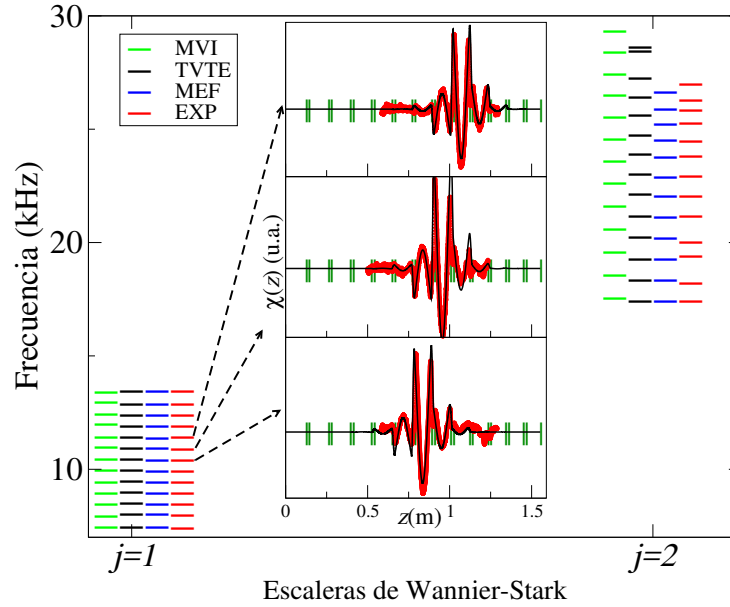 30
20
10
Frecuencia (kHz)
MVI
TVTE
MEF
EXP
χ(z) (u.a.)
0
0.5
1
1.5
z(m)
j=1
j=2
Escaleras de Wannier-Stark